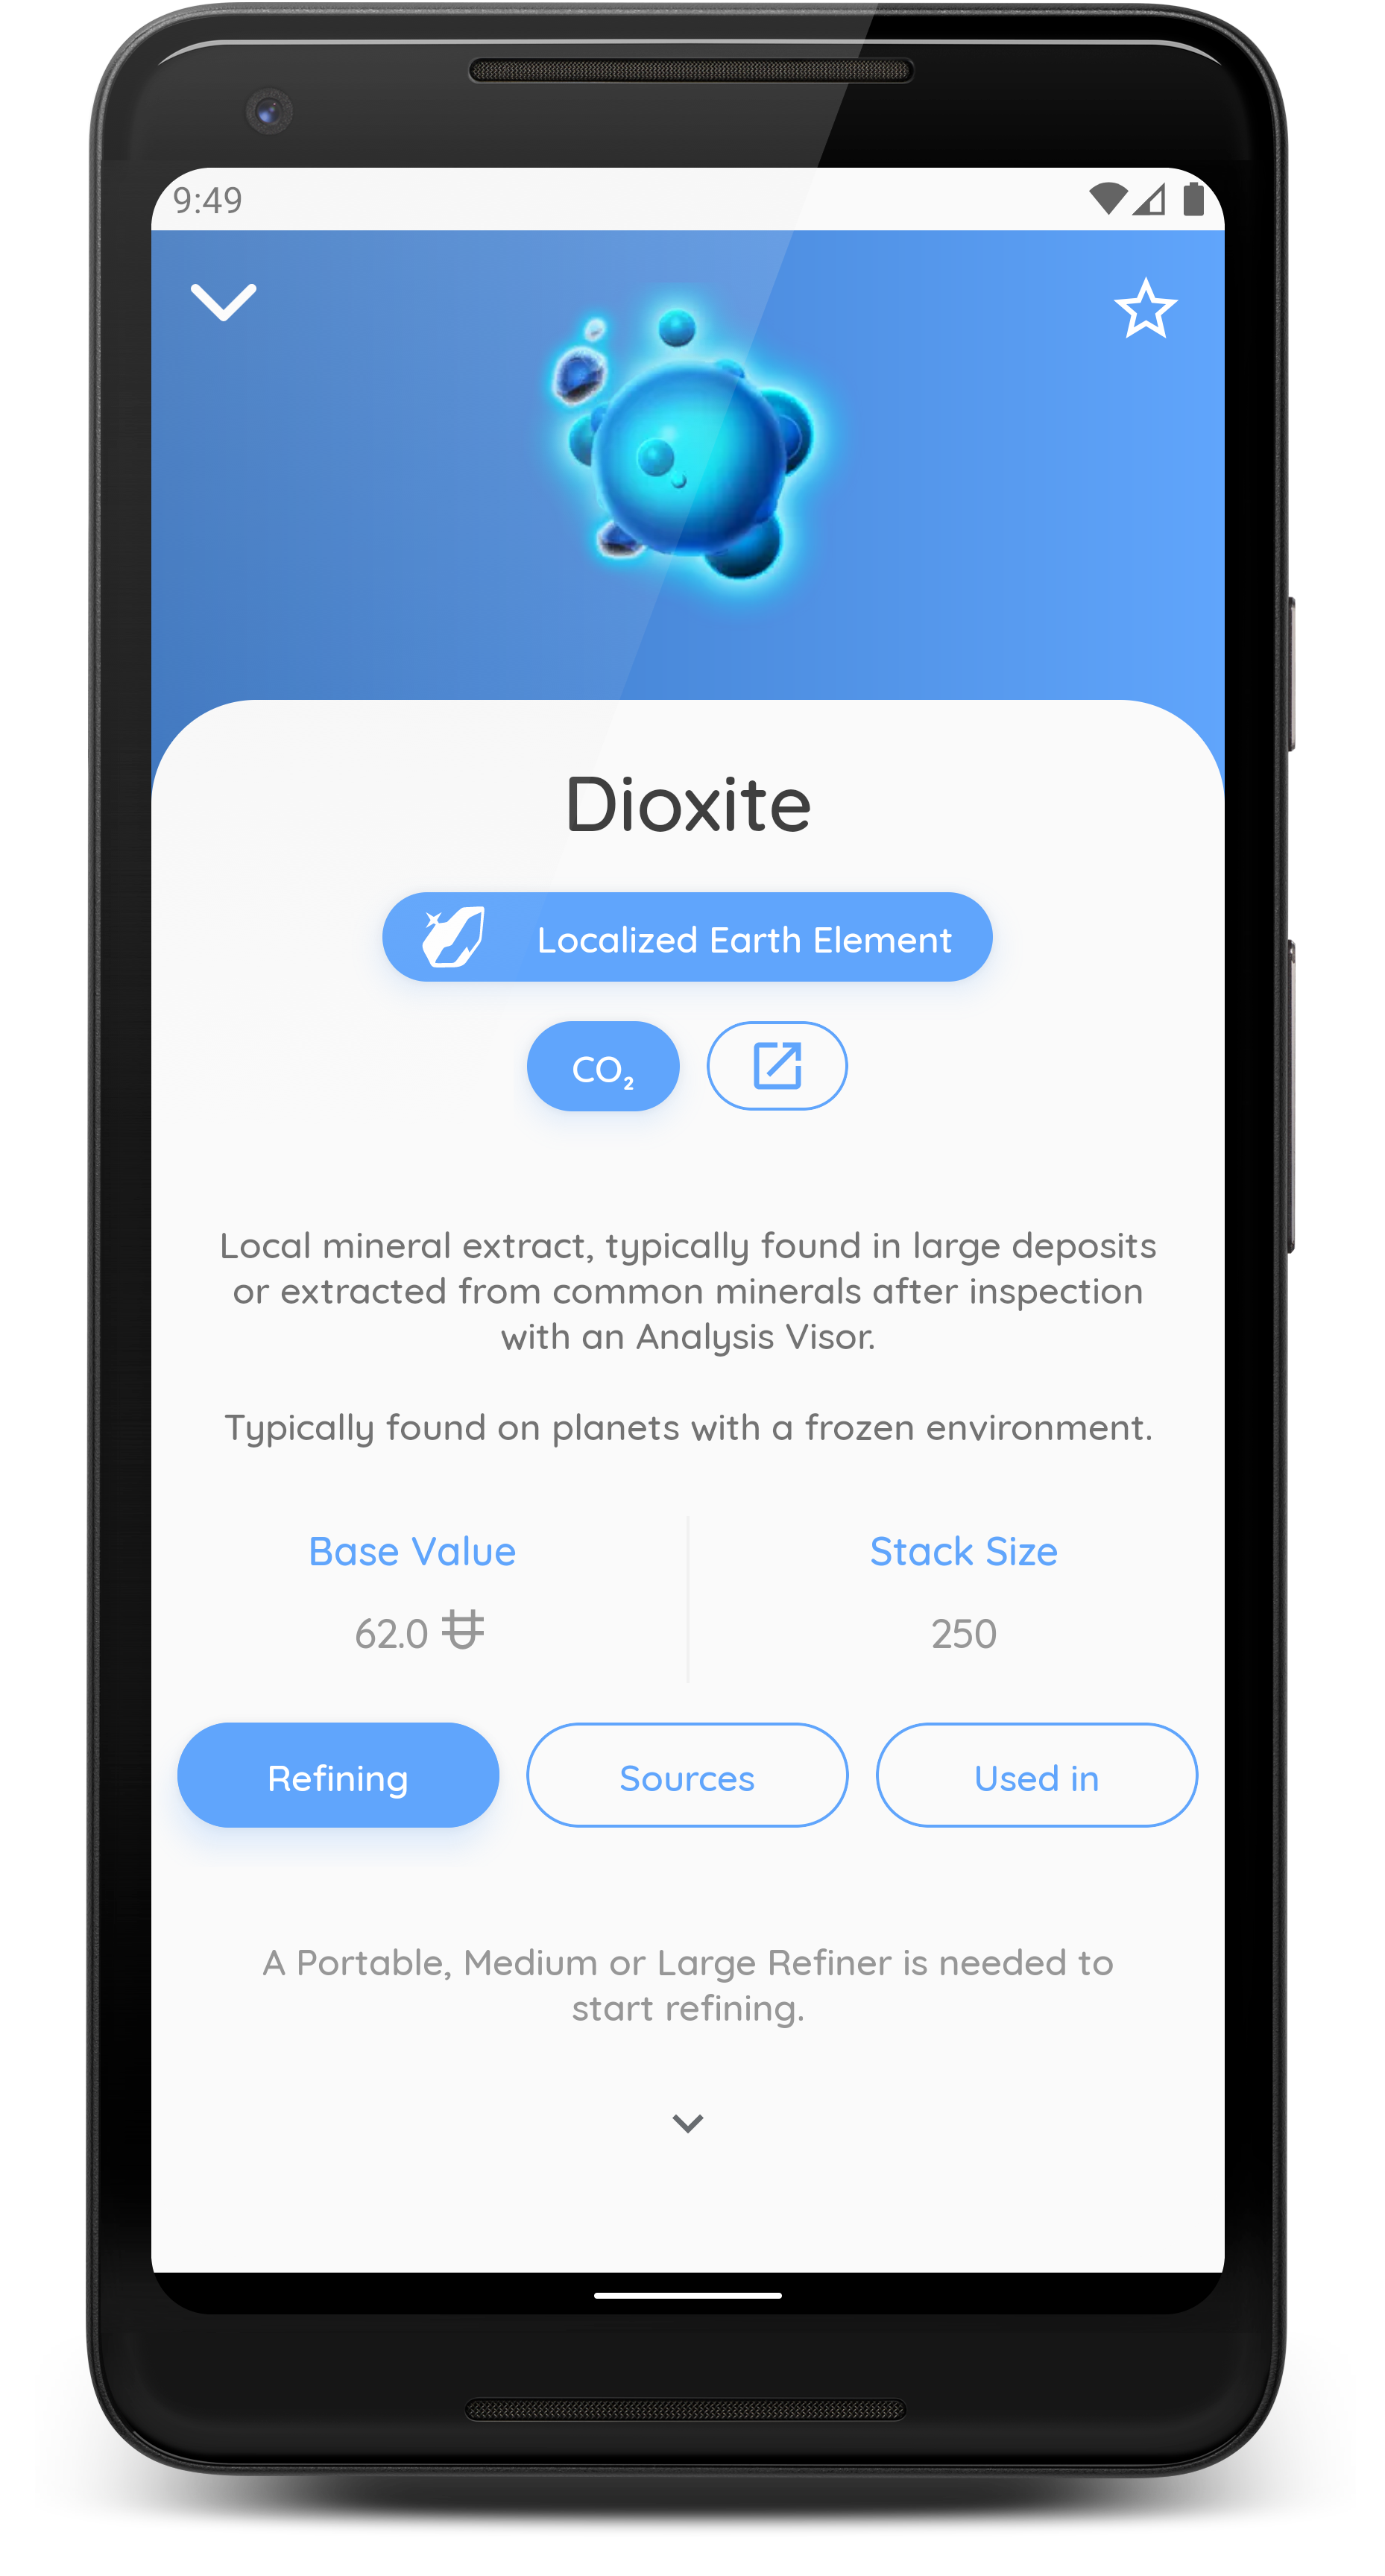 9:49
Dioxite
Localized Earth Element
CO₂
Local mineral extract, typically found in large deposits
or extracted from common minerals after inspection
with an Analysis Visor.
Typically found on planets with a frozen environment.
Base Value
Stack Size
62.0
250
Refining
Sources
Used in
A Portable, Medium or Large Refiner is needed to
start refining.